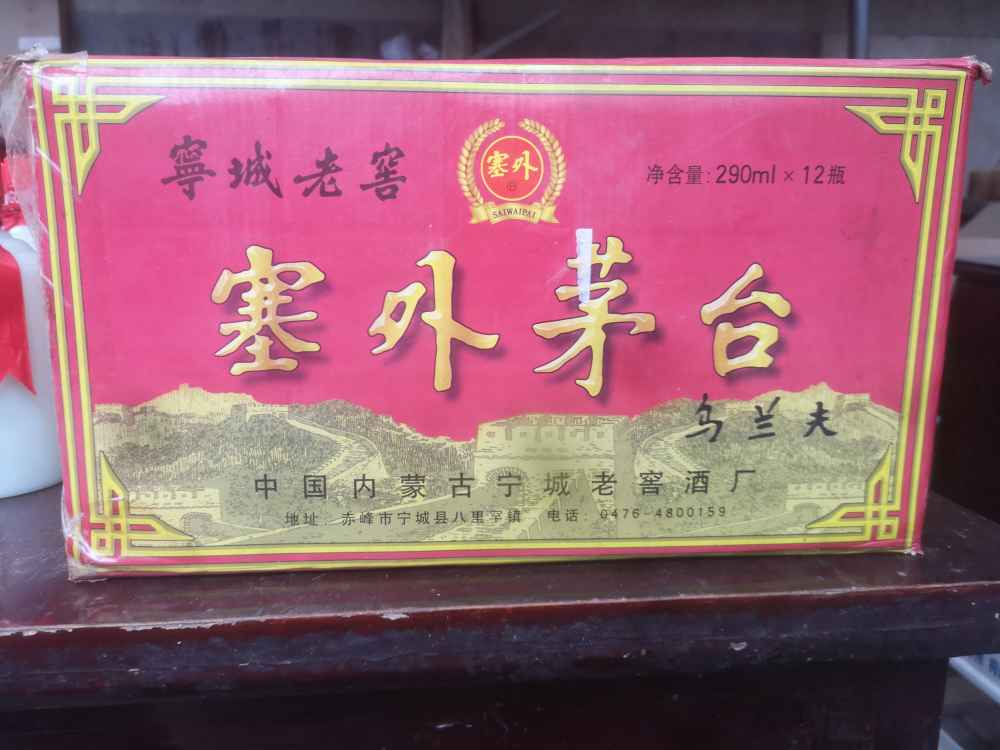 寧城老窖
塞外
SAIWAIPAI
净含量: 290ml × 12瓶
塞外茅台
乌兰夫
中国内蒙古宁城老窖酒厂
地址: 赤峰市宁城县八里罕镇 电话: 0476-4800159